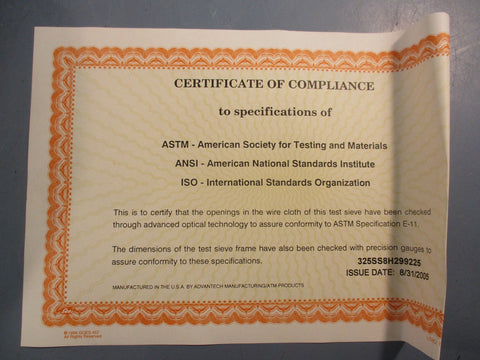 CERTIFICATE OF COMPLIANCE
to specifications of
ASTM - American Society for Testing and Materials
ANSI - American National Standards Institute
ISO - International Standards Organization
This is to certify that the openings in the wire cloth of this test sieve have been checked
through advanced optical technology to assure conformity to ASTM Specification E-11.
The dimensions of the test sieve frame have also been checked with precision gauges to
assure conformity to these specifications.
325SS8H299225
ISSUE DATE: 8/31/2005
MANUFACTURED IN THE U.S.A. BY ADVANTECH MANUFACTURING/ATM PRODUCTS
All Rights Reserved